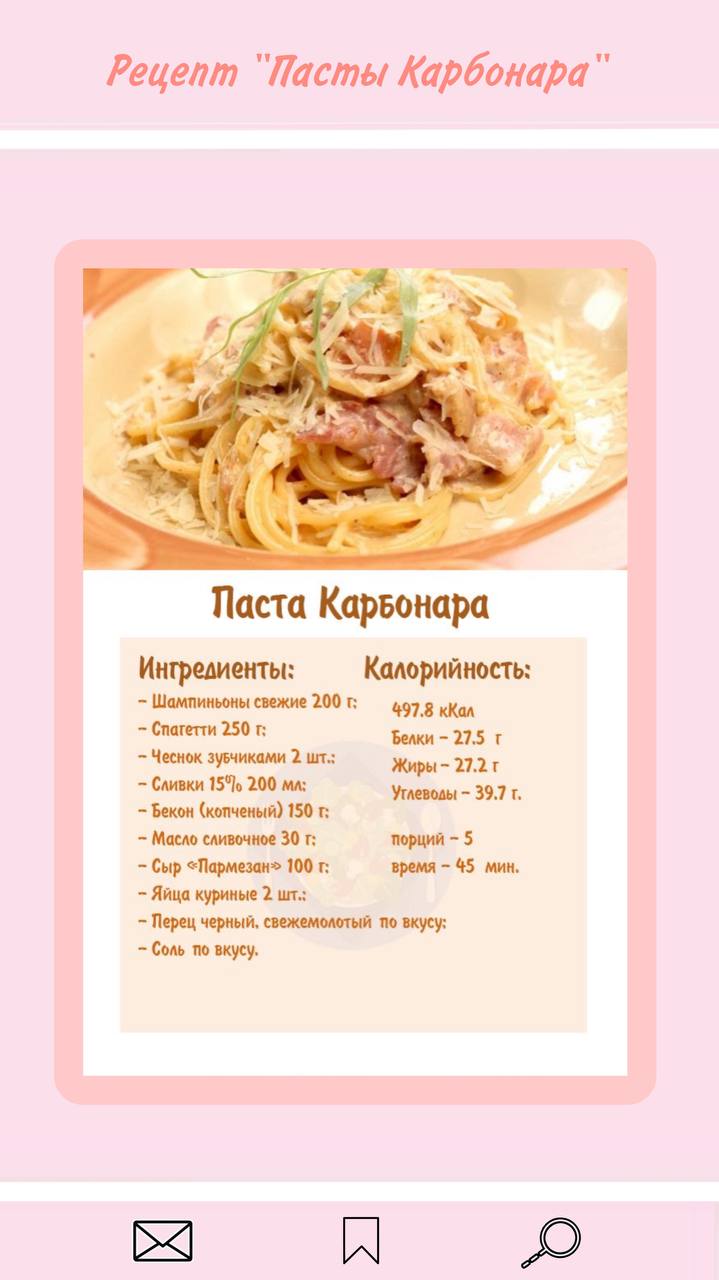 Рецепт "Пасты Карбонара"
Паста Карбонара
Ингредиенты:
– Шампиньоны свежие 200 г;
– Спагетти 250 г;
– Чеснок зубчиками 2 шт.;
– Сливки 15% 200 мл;
– Бекон (копченый) 150 г;
– Масло сливочное 30 г;
– Сыр «Пармезан» 100 г;
– Яйца куриные 2 шт.;
– Перец черный, свежемолотый по вкусу;
– Соль по вкусу.
Калорийность:
497.8 кКал
Белки – 27.5 г
Жиры – 27.2 г
Углеводы – 39.7 г.
порций – 5
время – 45 мин.